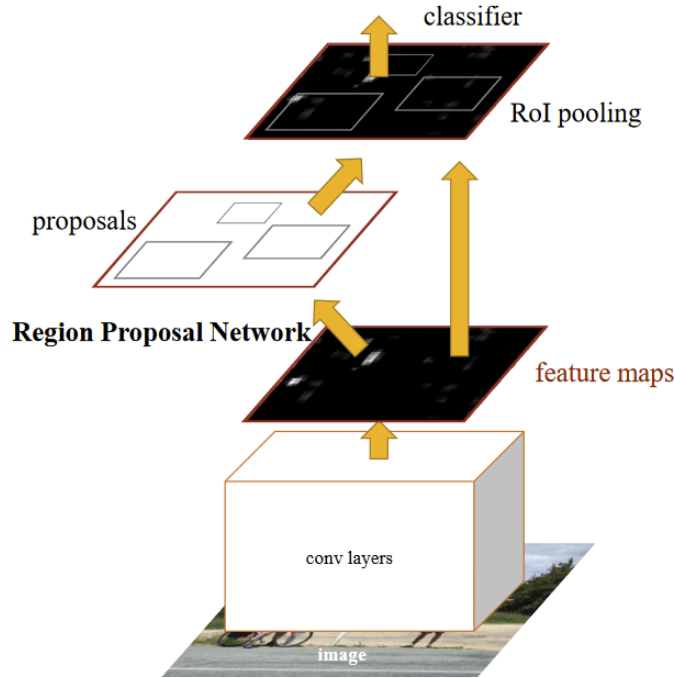 classifier
RoI pooling
proposals
Region Proposal Network
feature maps
conv layers
image